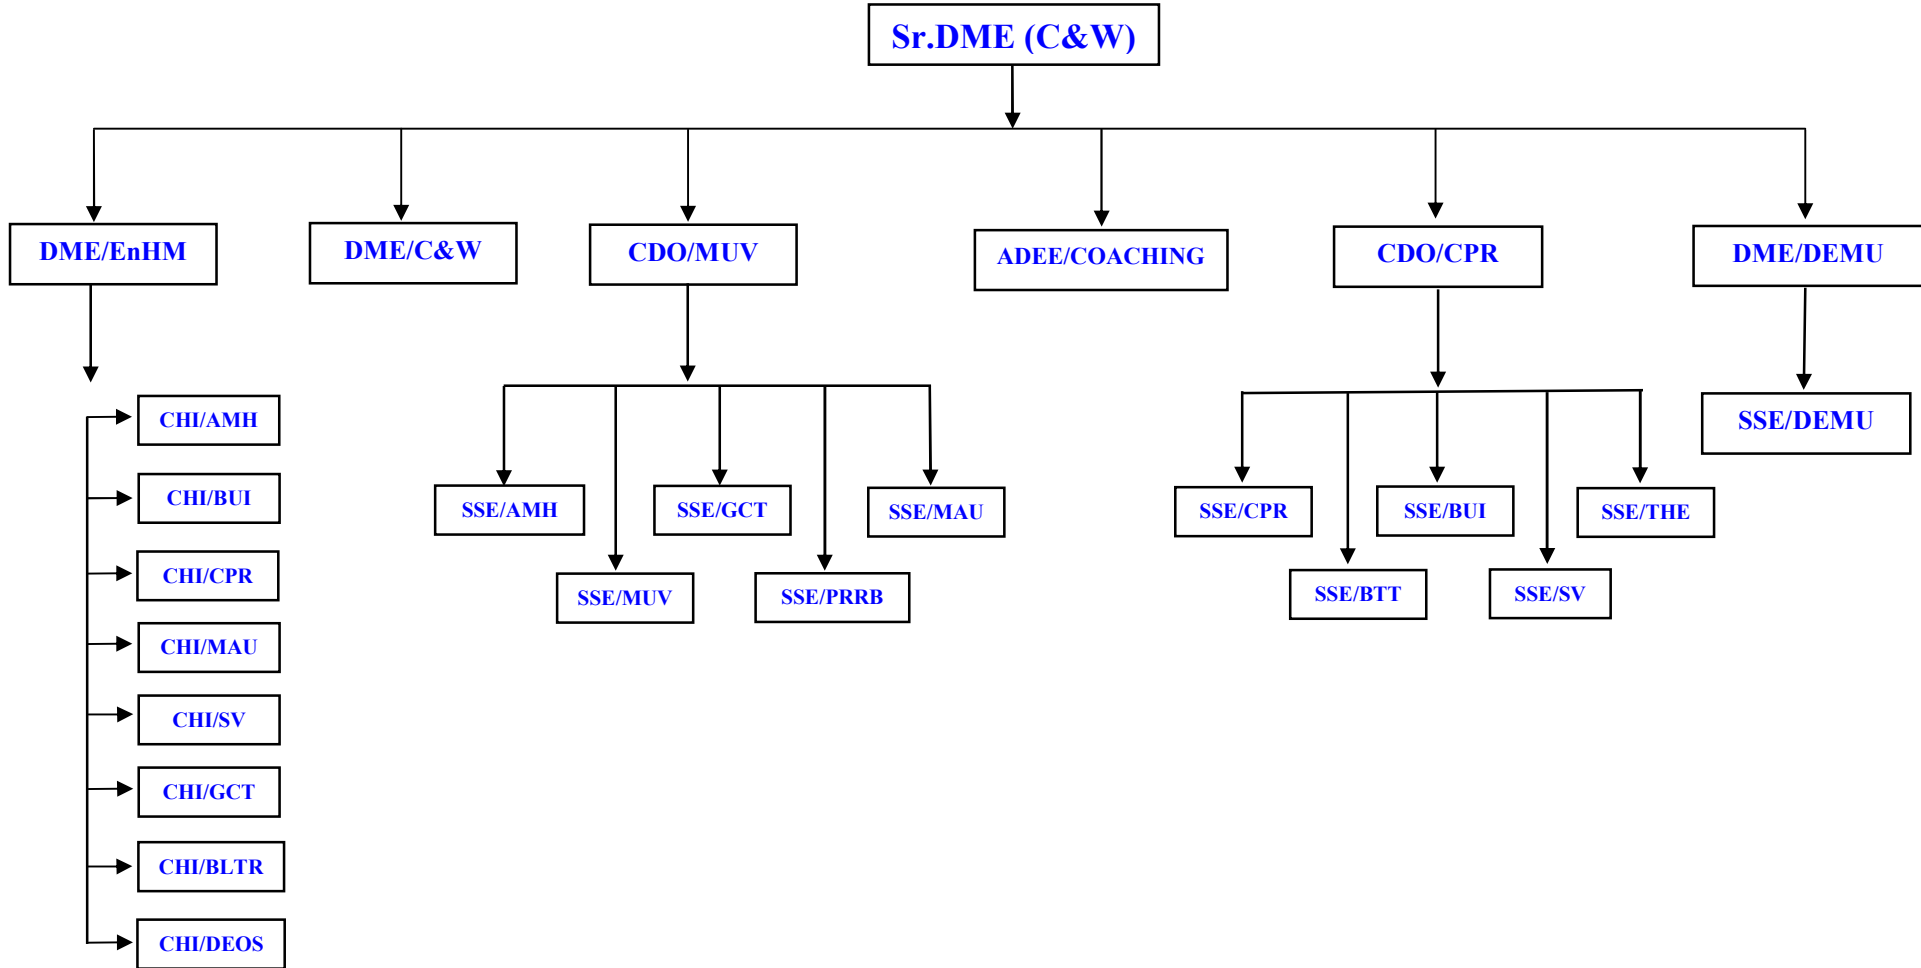 Sr.DME (C&W)
DME/EnHM
DME/C&W
CDO/MUV
ADEE/COACHING
CDO/CPR
DME/DEMU
CHI/AMH
CHI/BUI
CHI/CPR
CHI/MAU
CHI/SV
CHI/GCT
CHI/BLTR
CHI/DEOS
SSE/AMH
SSE/GCT
SSE/MAU
SSE/MUV
SSE/PRRB
SSE/CPR
SSE/BUI
SSE/THE
SSE/BTT
SSE/SV
SSE/DEMU